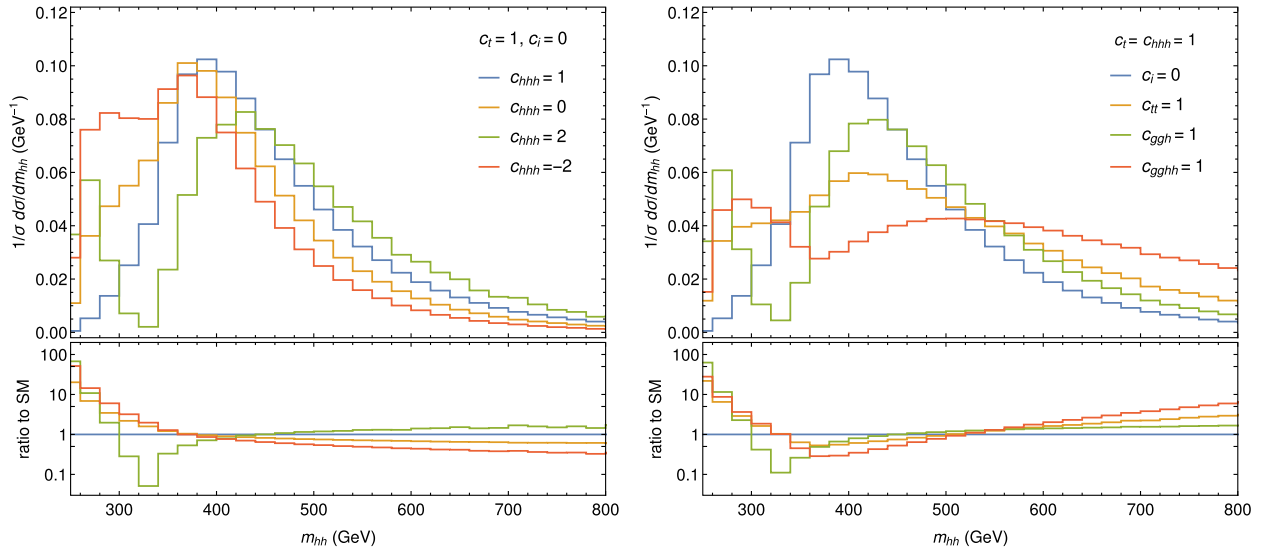 0.12
0.10
0.08
0.06
0.04
0.02
0.00
1/σ dσ/dm_hh (GeV⁻¹)
c_t = 1, c_i = 0
c_hhh = 1
c_hhh = 0
c_hhh = 2
c_hhh = -2
100
10
1
0.1
ratio to SM
300 400 500 600 700 800
m_hh (GeV)
0.12
0.10
0.08
0.06
0.04
0.02
0.00
1/σ dσ/dm_hh (GeV⁻¹)
c_t = c_hhh = 1
c_i = 0
c_tt = 1
c_ggh = 1
c_gghh = 1
100
10
1
0.1
ratio to SM
300 400 500 600 700 800
m_hh (GeV)